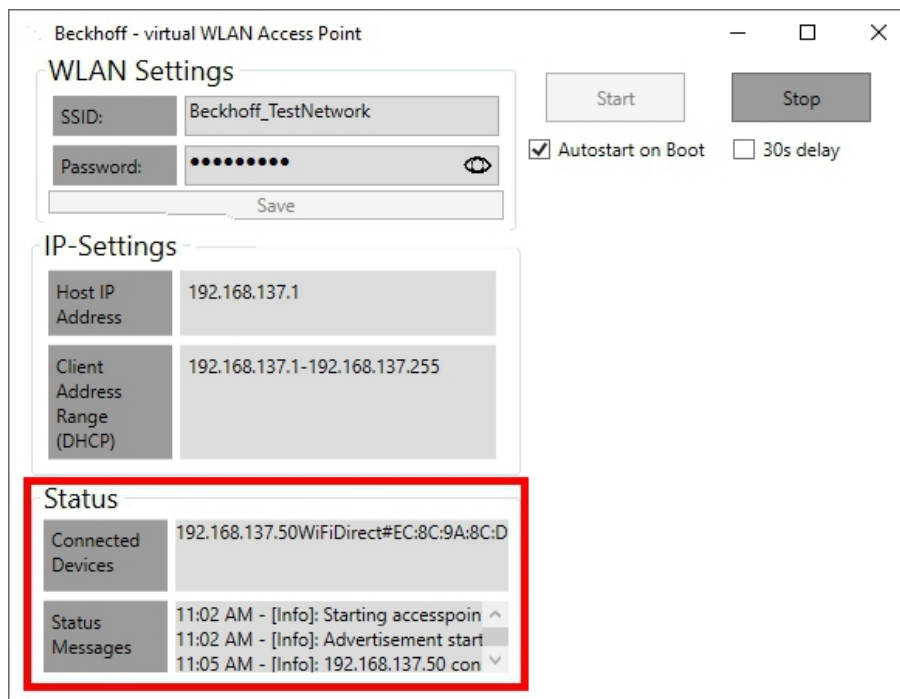 Beckhoff - virtual WLAN Access Point
WLAN Settings
SSID:
Beckhoff_TestNetwork
Start
Stop
Password:
●●●●●●●●●
Autostart on Boot
30s delay
Save
IP-Settings
Host IP
Address
192.168.137.1
Client
Address
Range
(DHCP)
192.168.137.1-192.168.137.255
Status
Connected
Devices
192.168.137.50WiFiDirect#EC:8C:9A:8C:D
Status
Messages
11:02 AM - [Info]: Starting accesspoin
11:02 AM - [Info]: Advertisement start
11:05 AM - [Info]: 192.168.137.50 con